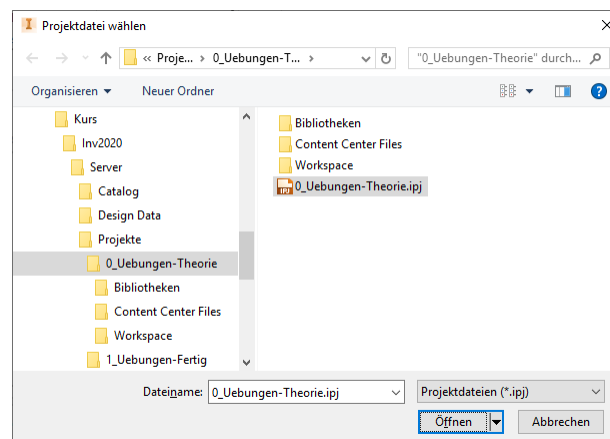 Projektdatei wählen
« Proje... › 0_Uebungen-T... ›
"0_Uebungen-Theorie" durch...
Organisieren
Neuer Ordner
Kurs
Inv2020
Server
Catalog
Design Data
Projekte
0_Uebungen-Theorie
Bibliotheken
Content Center Files
Workspace
1_Uebungen-Fertig
Bibliotheken
Content Center Files
Workspace
IPJ 0_Uebungen-Theorie.ipj
Dateiname: 0_Uebungen-Theorie.ipj
Projektdateien (*.ipj)
Öffnen
Abbrechen